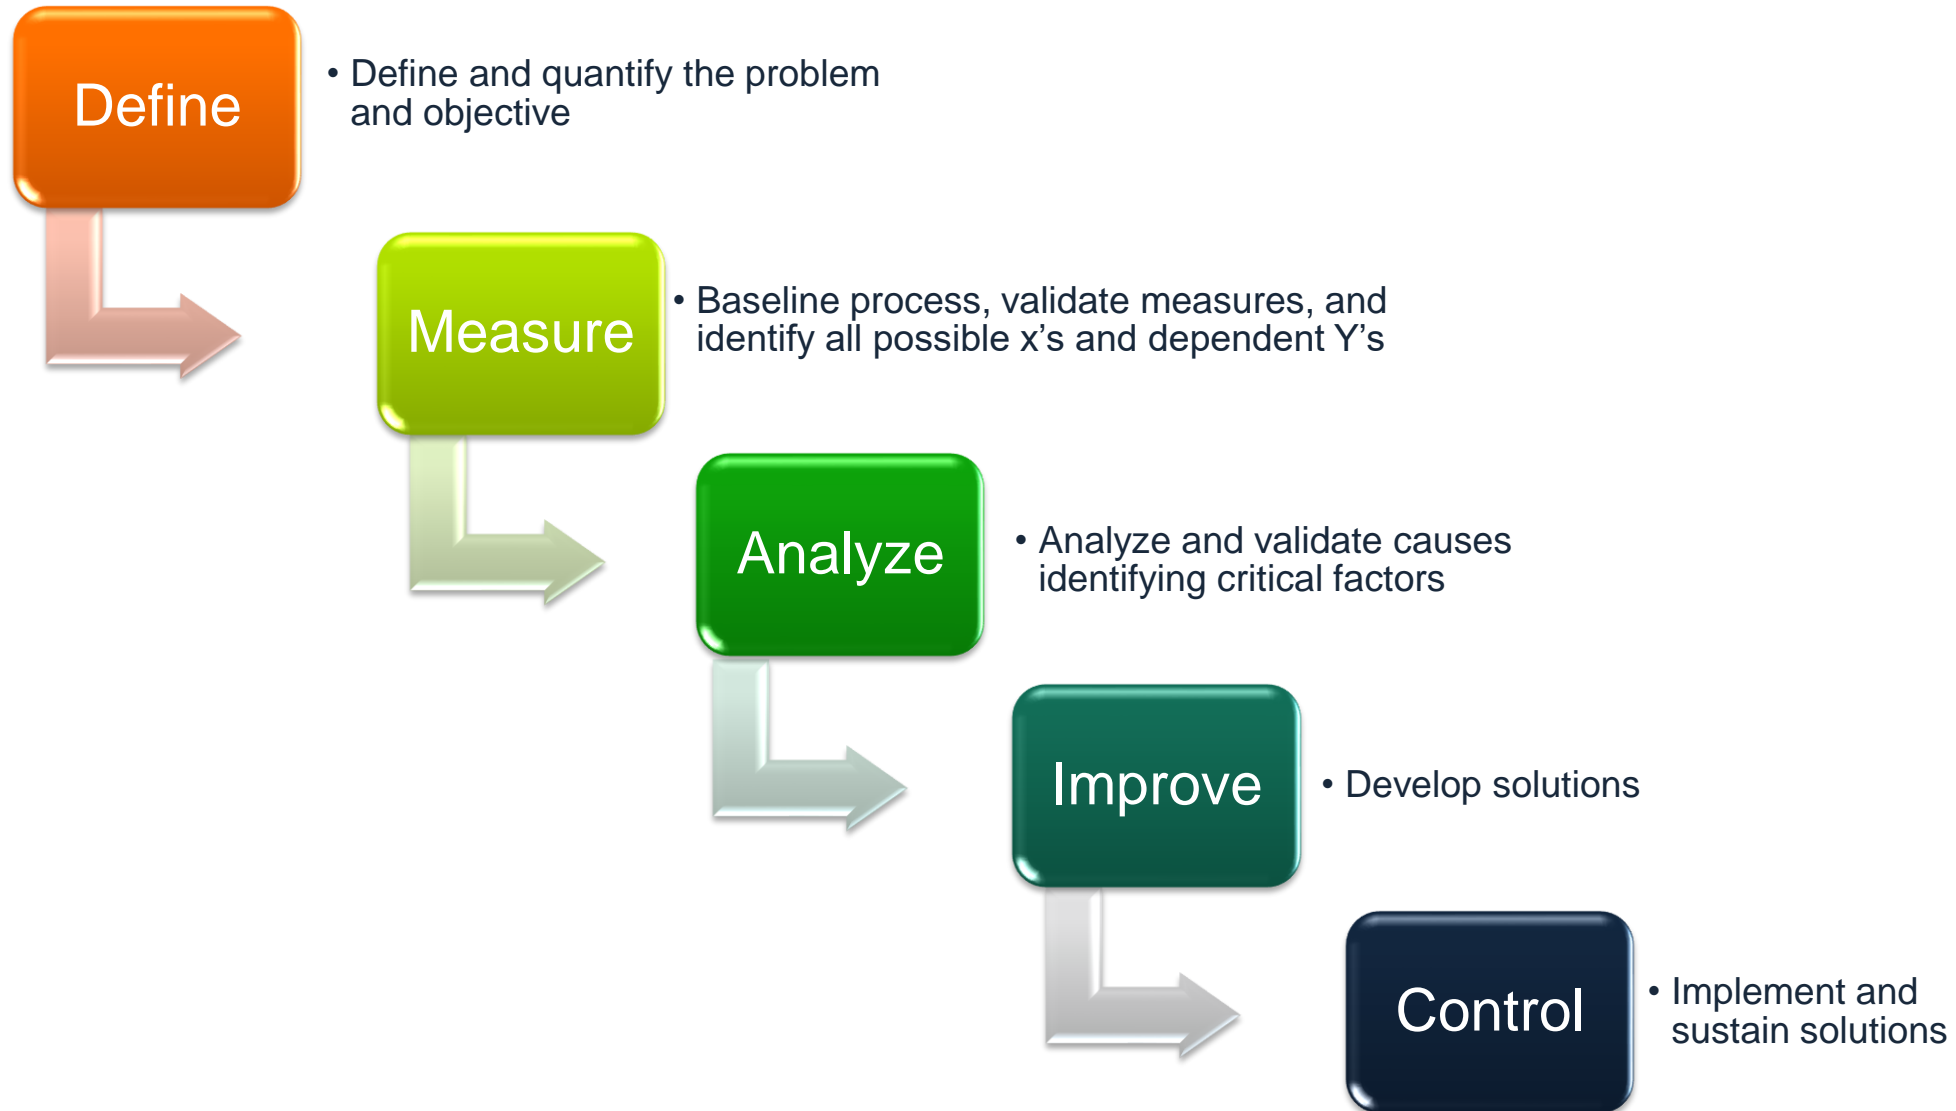 Define
• Define and quantify the problem
and objective
Measure
• Baseline process, validate measures, and
identify all possible x’s and dependent Y’s
Analyze
• Analyze and validate causes
identifying critical factors
Improve
• Develop solutions
Control
• Implement and
sustain solutions